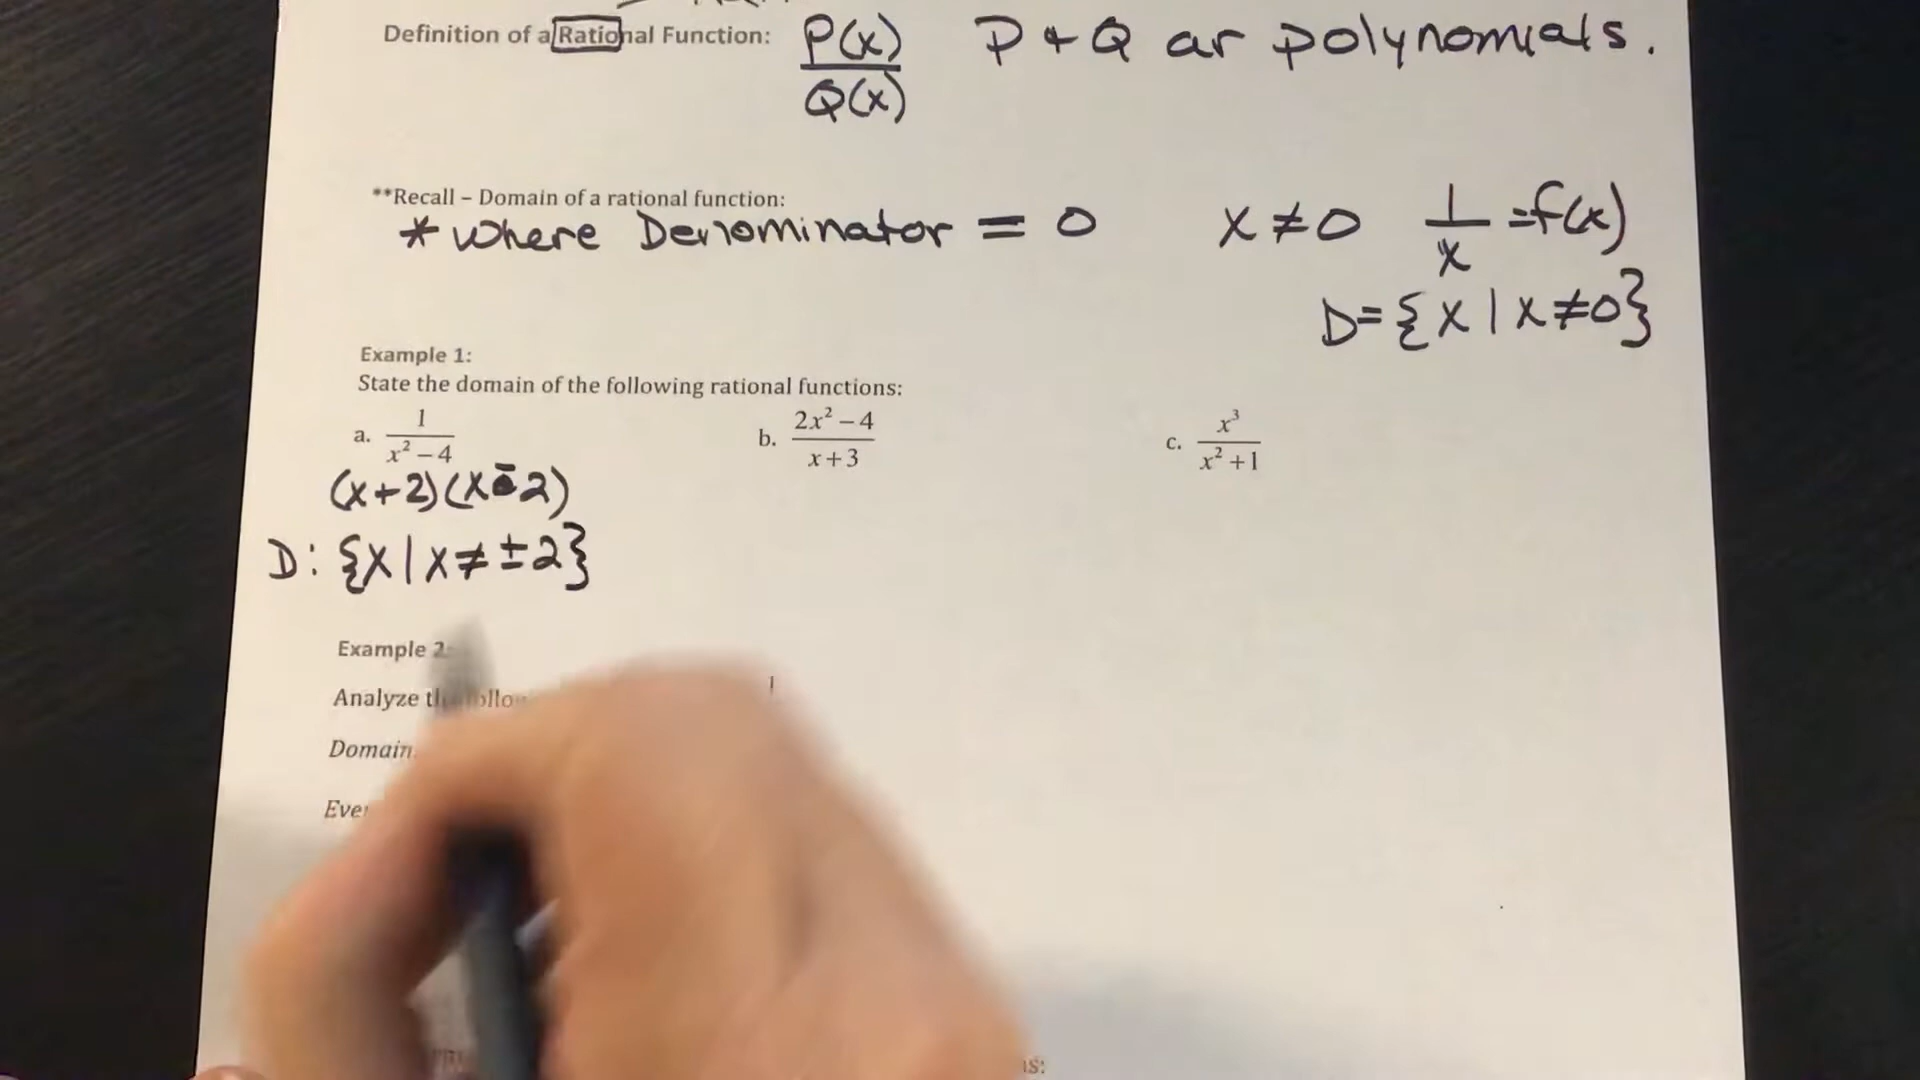 Definition of a Rational Function: P(x)/Q(x) P + Q ar polynomials.
**Recall – Domain of a rational function:
* where Denominator = 0 x ≠ 0 1/x = f(x)
D = {x | x ≠ 0}
Example 1:
State the domain of the following rational functions:
a. 1/(x² – 4) b. (2x² – 4)/(x + 3) c. x³/(x² + 1)
(x+2)(x-2)
D: {x | x ≠ ±2}
Example 2:
Analyze 1
Domain